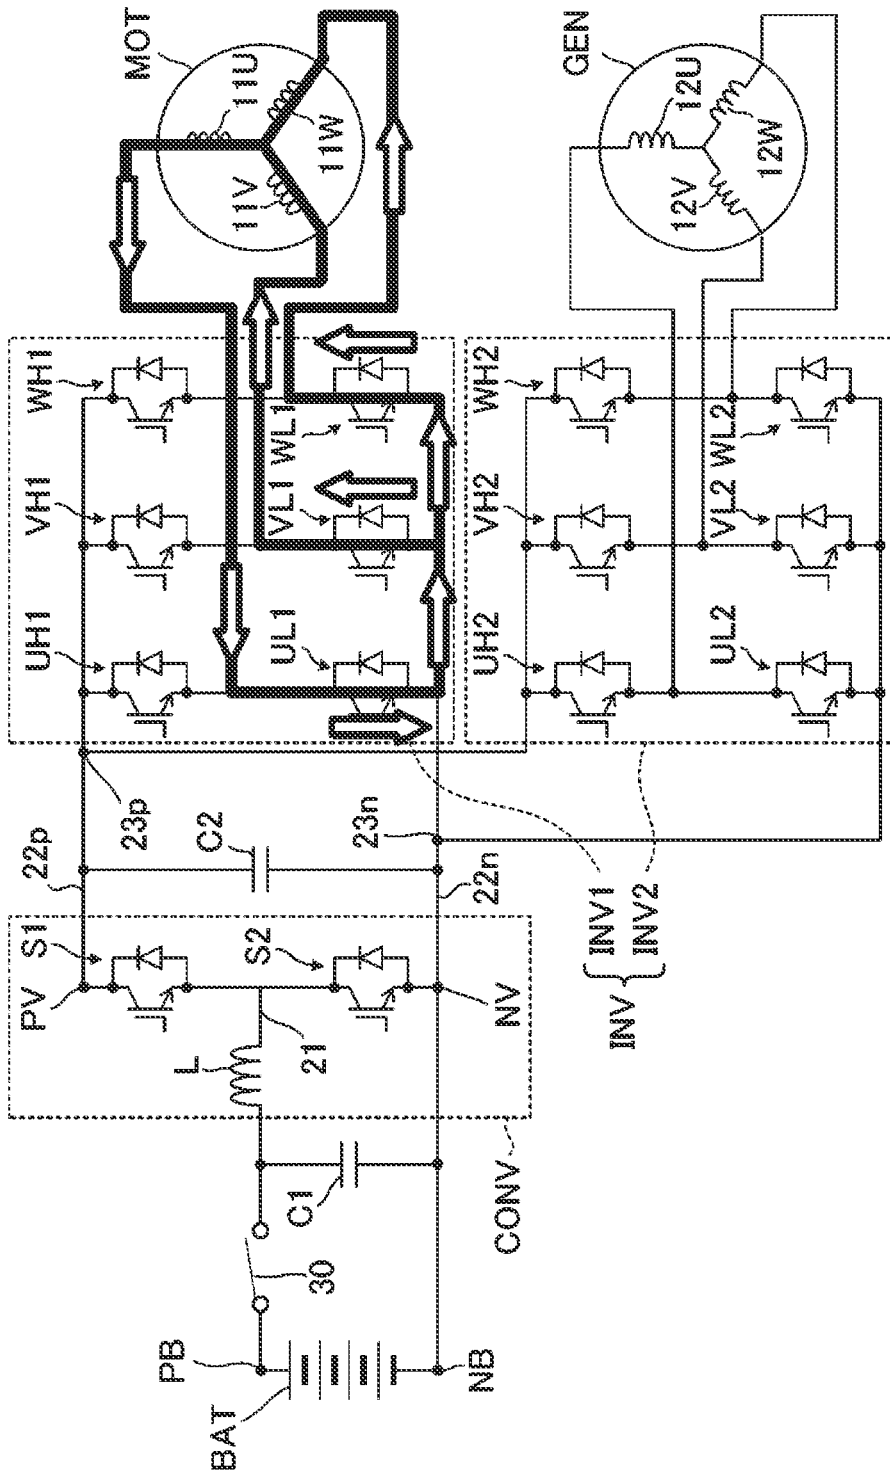 BAT
PB
NB
30
C1
CONV
L
21
S1
S2
PV
NV
22p
22n
C2
23p
23n
INV
INV1
INV2
UH1
VH1
WH1
UL1
VL1
WL1
MOT
11U
11V
11W
UH2
VH2
WH2
UL2
VL2
WL2
GEN
12U
12V
12W